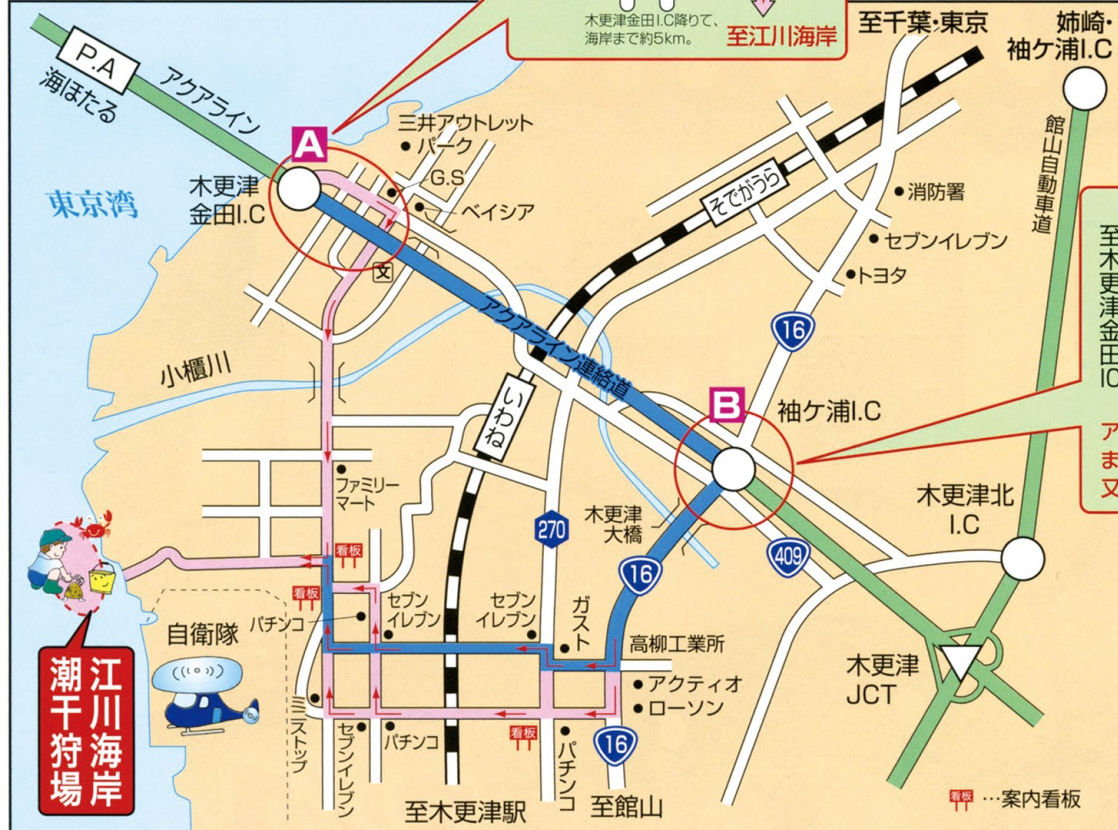 木更津金田I.C降りて、
海岸まで約5km。
至江川海岸
至千葉・東京
姉崎・
袖ケ浦I.C
P.A
海ほたる
アクアライン
A
三井アウトレット
パーク
G.S
ベイシア
木更津
金田I.C
東京湾
文
そでがうら
消防署
セブンイレブン
トヨタ
館山自動車道
16
アクアライン連絡道
小櫃川
いわね
B
袖ケ浦I.C
至木更津金田IC
ア
ま
又
ファミリー
マート
270
木更津
大橋
16
409
木更津北
I.C
看板
看板
パチンコ
セブン
イレブン
セブン
イレブン
ガスト
高柳工業所
アクティオ
ローソン
木更津
JCT
自衛隊
江川海岸
潮干狩場
ミニストップ
セブンイレブン
パチンコ
看板
パチンコ
16
至木更津駅
至館山
看板
…案内看板